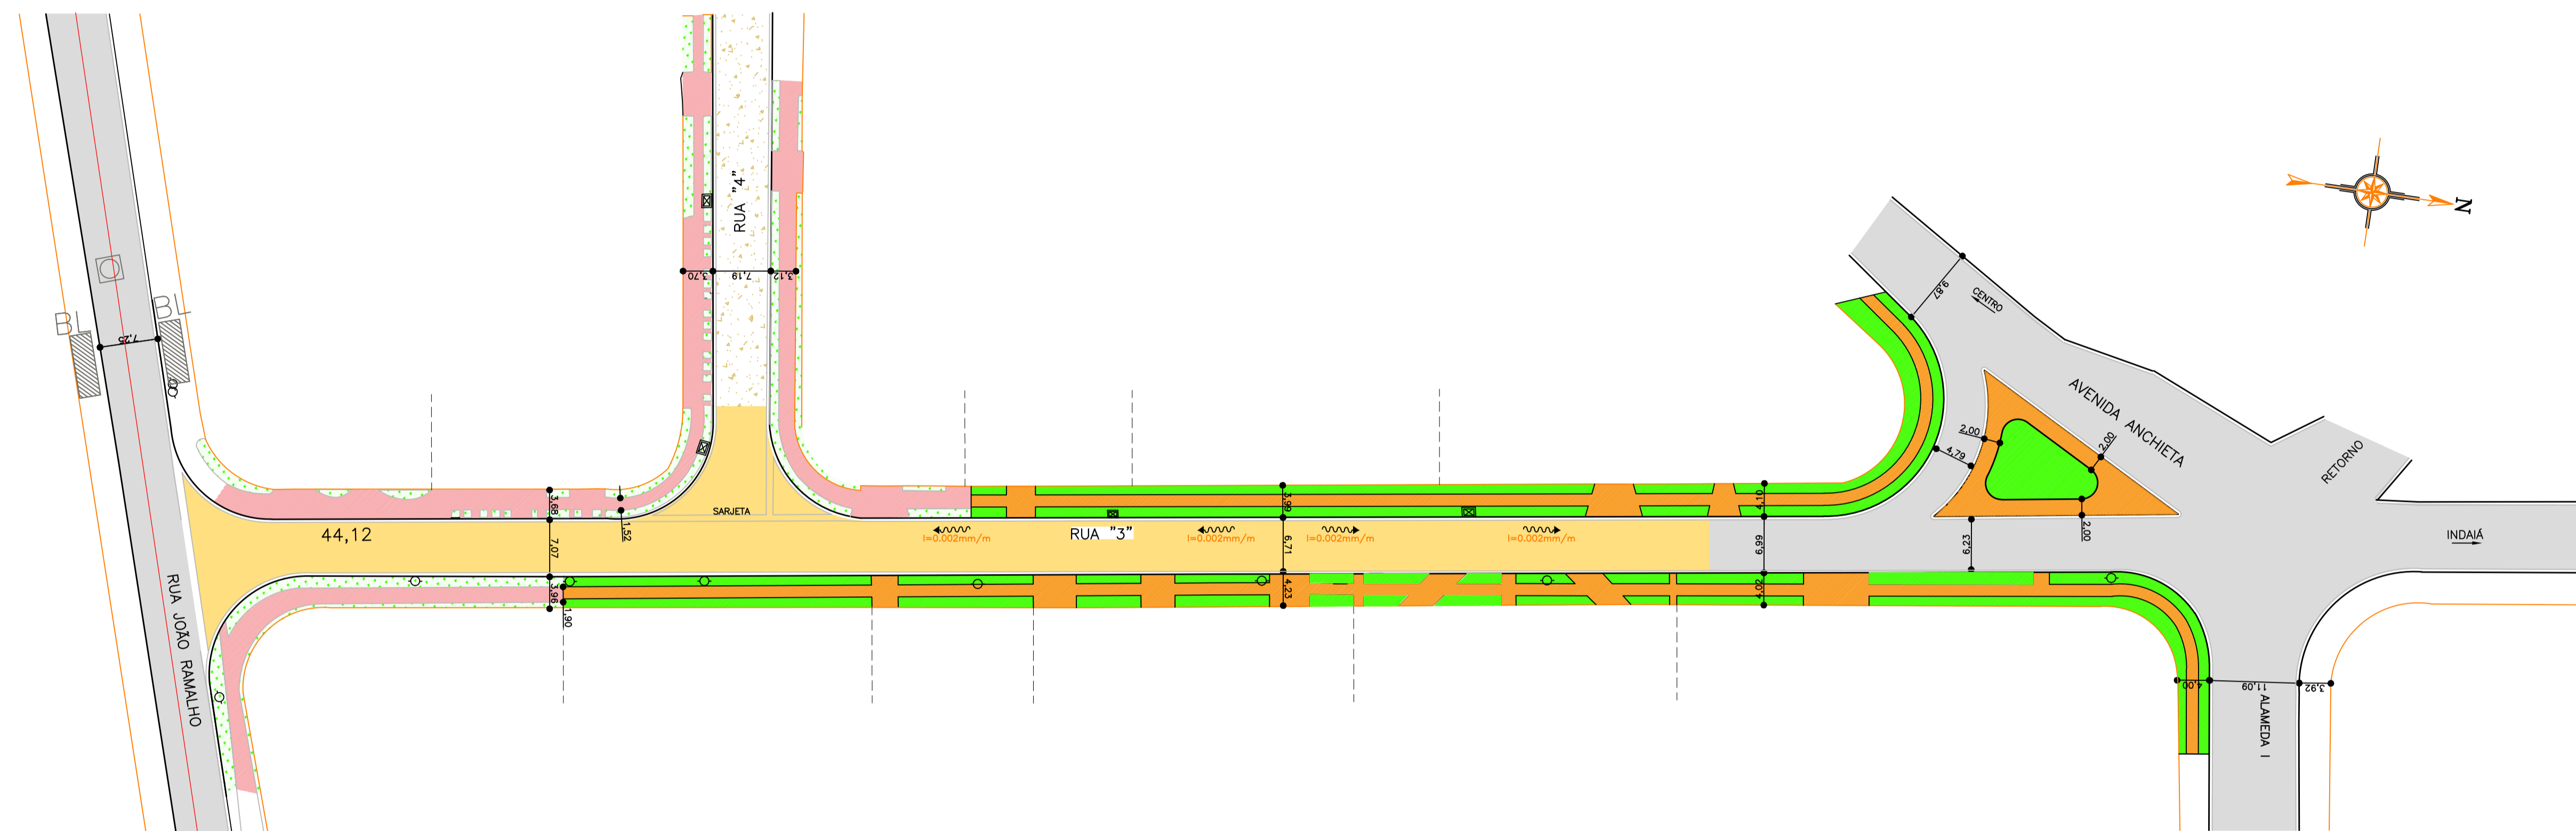 BL
BL
7,25
RUA JOÃO RAMALHO
44,12
3,68
7,07
3,96
1,90
1,52
RUA "4"
3,70
7,19
3,12
SARJETA
RUA "3"
I=0.002mm/m
I=0.002mm/m
I=0.002mm/m
I=0.002mm/m
3,99
6,71
4,23
4,10
6,99
4,02
9,87
CENTRO
AVENIDA ANCHIETA
2,00
4,79
2,00
2,00
6,23
RETORNO
INDAIÁ
4,00
11,09
3,92
ALAMEDA I
N